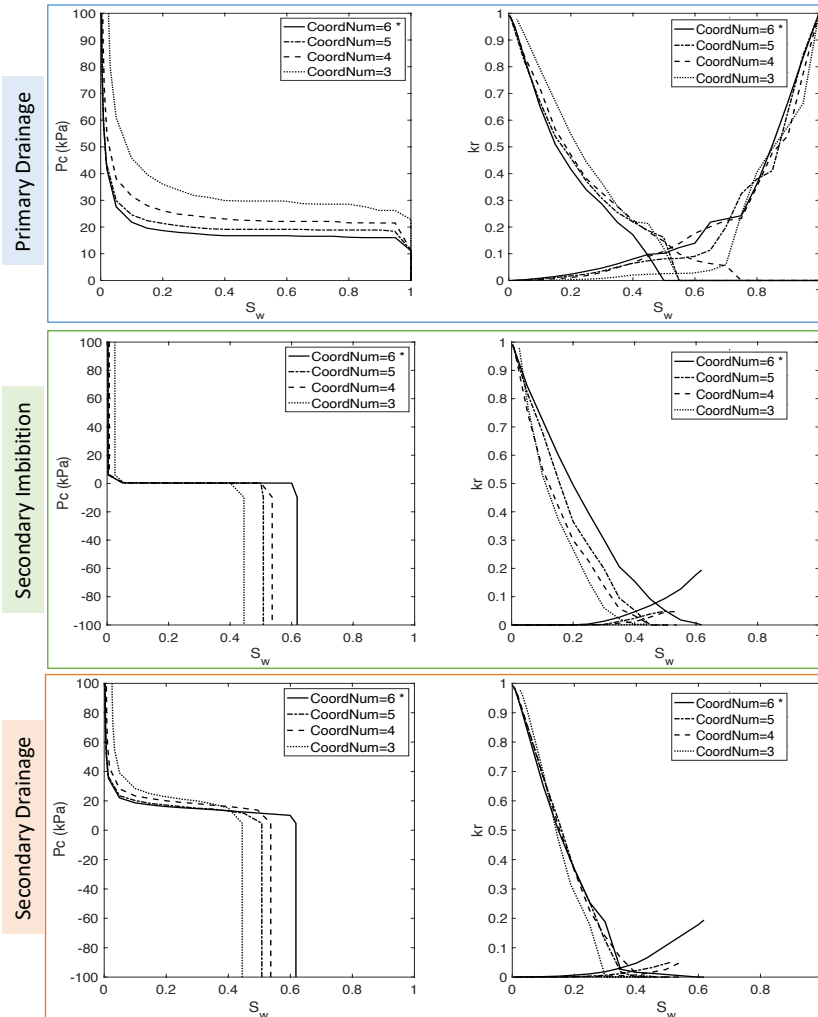 Primary Drainage
Pc (kPa)
100
90
80
70
60
50
40
30
20
10
0
0 0.2 0.4 0.6 0.8 1
S_w
CoordNum=6 *
CoordNum=5
CoordNum=4
CoordNum=3
kr
1
0.9
0.8
0.7
0.6
0.5
0.4
0.3
0.2
0.1
0
0 0.2 0.4 0.6 0.8 1
S_w
CoordNum=6 *
CoordNum=5
CoordNum=4
CoordNum=3
Secondary Imbibition
Pc (kPa)
100
80
60
40
20
0
-20
-40
-60
-80
-100
0 0.2 0.4 0.6 0.8 1
S_w
CoordNum=6 *
CoordNum=5
CoordNum=4
CoordNum=3
kr
1
0.9
0.8
0.7
0.6
0.5
0.4
0.3
0.2
0.1
0
0 0.2 0.4 0.6 0.8 1
S_w
CoordNum=6 *
CoordNum=5
CoordNum=4
CoordNum=3
Secondary Drainage
Pc (kPa)
100
80
60
40
20
0
-20
-40
-60
-80
-100
0 0.2 0.4 0.6 0.8 1
S_w
CoordNum=6 *
CoordNum=5
CoordNum=4
CoordNum=3
kr
1
0.9
0.8
0.7
0.6
0.5
0.4
0.3
0.2
0.1
0
0 0.2 0.4 0.6 0.8 1
S_w
CoordNum=6 *
CoordNum=5
CoordNum=4
CoordNum=3